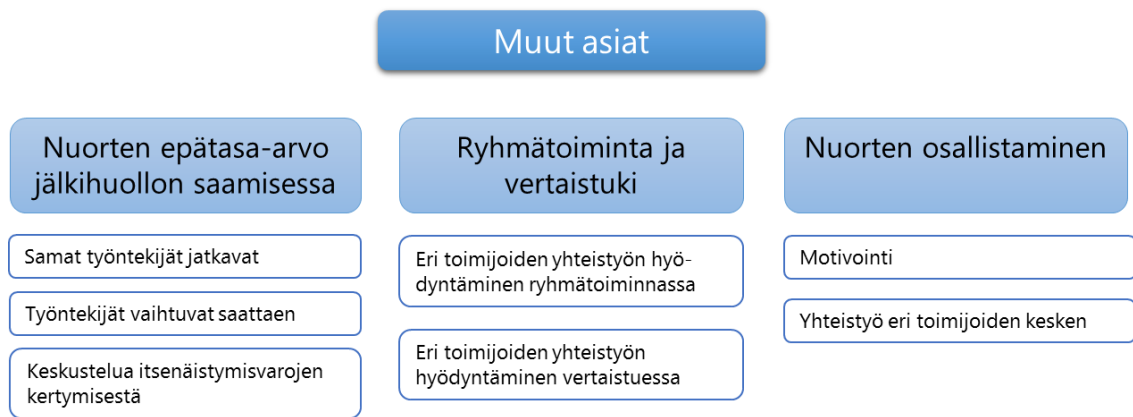 Muut asiat
Nuorten epätasa-arvo
jälkihuollon saamisessa
Samat työntekijät jatkavat
Työntekijät vaihtuvat saattaen
Keskustelua itsenäistymisvarojen
kertymisestä
Ryhmätoiminta ja
vertaistuki
Eri toimijoiden yhteistyön hyö-
dyntäminen ryhmätoiminnassa
Eri toimijoiden yhteistyön
hyödyntäminen vertaistuessa
Nuorten osallistaminen
Motivointi
Yhteistyö eri toimijoiden kesken